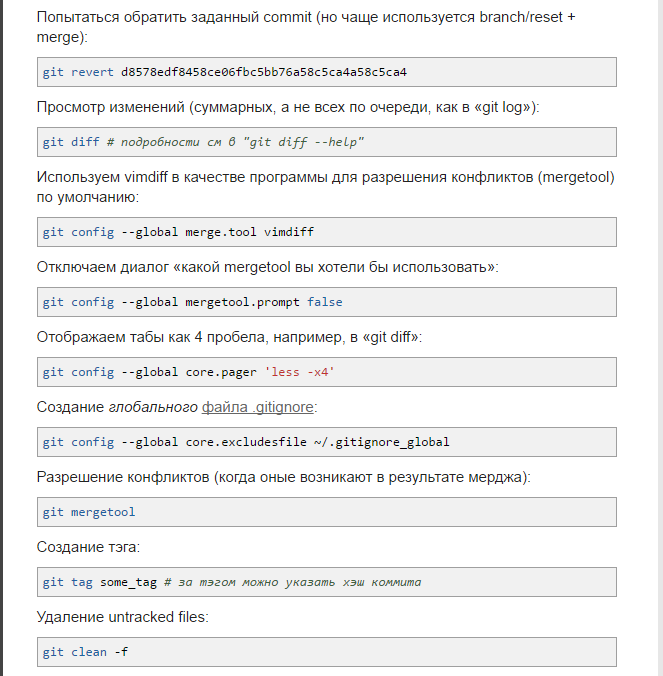 Попытаться обратить заданный commit (но чаще используется branch/reset +
merge):
git revert d8578edf8458ce06fbc5bb76a58c5ca4a58c5ca4
Просмотр изменений (суммарных, а не всех по очереди, как в «git log»):
git diff # подробности см в "git diff --help"
Используем vimdiff в качестве программы для разрешения конфликтов (mergetool)
по умолчанию:
git config --global merge.tool vimdiff
Отключаем диалог «какой mergetool вы хотели бы использовать»:
git config --global mergetool.prompt false
Отображаем табы как 4 пробела, например, в «git diff»:
git config --global core.pager 'less -x4'
Создание глобального файла .gitignore:
git config --global core.excludesfile ~/.gitignore_global
Разрешение конфликтов (когда оные возникают в результате мерджа):
git mergetool
Создание тэга:
git tag some_tag # за тэгом можно указать хэш коммита
Удаление untracked files:
git clean -f